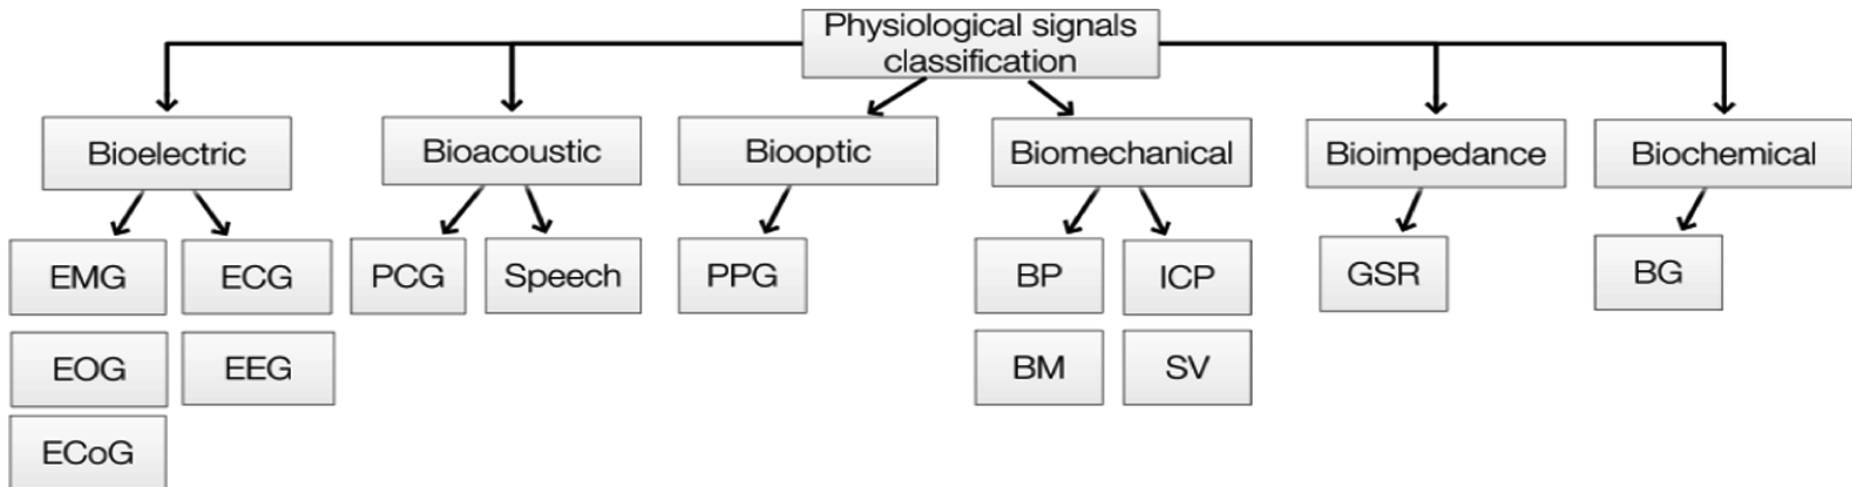 Physiological signals
classification
Bioelectric
Bioacoustic
Biooptic
Biomechanical
Bioimpedance
Biochemical
EMG
ECG
PCG
Speech
PPG
BP
ICP
GSR
BG
EOG
EEG
BM
SV
ECoG